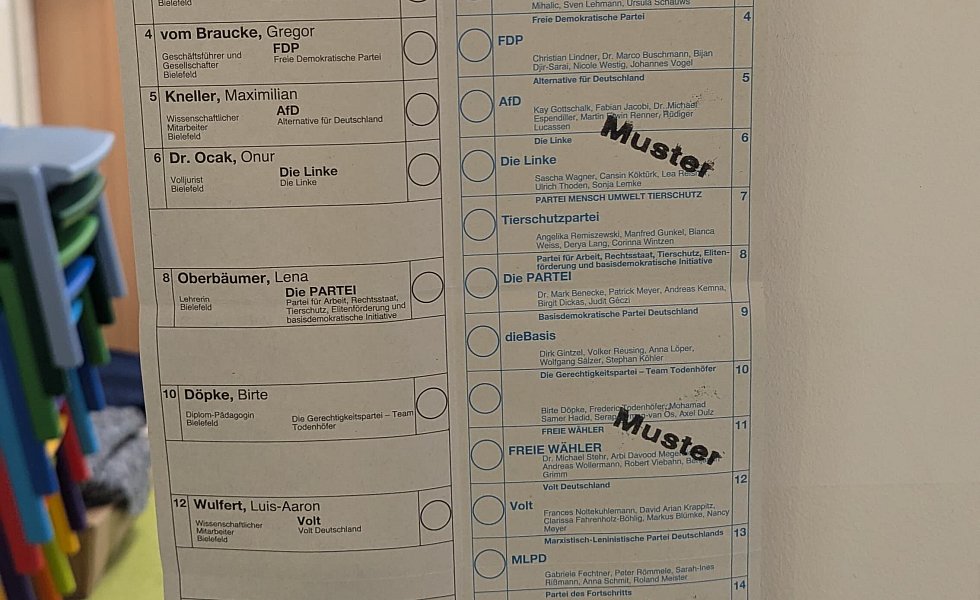 Bielefeld
4 vom Braucke, Gregor
FDP
Geschäftsführer und
Gesellschafter
Bielefeld
Freie Demokratische Partei
5 Kneller, Maximilian
AfD
Wissenschaftlicher
Mitarbeiter
Bielefeld
Alternative für Deutschland
6 Dr. Ocak, Onur
Die Linke
Volljurist
Bielefeld
Die Linke
8 Oberbäumer, Lena
Die PARTEI
Lehrerin
Bielefeld
Partei für Arbeit, Rechtsstaat,
Tierschutz, Elitenförderung und
basisdemokratische Initiative
10 Döpke, Birte
Diplom-Pädagogin
Bielefeld
Die Gerechtigkeitspartei – Team
Todenhöfer
12 Wulfert, Luis-Aaron
Volt
Wissenschaftlicher
Mitarbeiter
Bielefeld
Volt Deutschland
Mihalic, Sven Lehmann, Ursula Schauws
Freie Demokratische Partei 4
FDP
Christian Lindner, Dr. Marco Buschmann, Bijan
Djir-Sarai, Nicole Westig, Johannes Vogel
Alternative für Deutschland 5
AfD
Kay Gottschalk, Fabian Jacobi, Dr. Michael
Espendiller, Martin Erwin Renner, Rüdiger
Lucassen
Muster
Die Linke 6
Die Linke
Sascha Wagner, Cansin Köktürk, Lea
Ulrich Thoden, Sonja Lemke
PARTEI MENSCH UMWELT TIERSCHUTZ 7
Tierschutzpartei
Angelika Remiszewski, Manfred Gunkel, Bianca
Weiss, Derya Lang, Corinna Wintzen
Partei für Arbeit, Rechtsstaat, Tierschutz, Eliten- 8
förderung und basisdemokratische Initiative
Die PARTEI
Dr. Mark Benecke, Patrick Meyer, Andreas Kemna,
Birgit Dickas, Judit Géczi
Basisdemokratische Partei Deutschland 9
dieBasis
Dirk Gintzel, Volker Reusing, Anna Löper,
Wolfgang Sälzer, Stephan Köhler
Die Gerechtigkeitspartei – Team Todenhöfer 10
Birte Döpke, Frederic Todenhöfer, Mohamad
Samer Hadid, van Os, Axel Dulz
Muster
FREIE WÄHLER 11
FREIE WÄHLER
Dr. Michael Stehr, Arbi Davood
Andreas Wollermann, Robert Viebahn,
Grimm
Volt Deutschland 12
Volt
Frances Noltekuhlemann, David Arian Krappitz,
Clarissa Fahrenholz-Böhlig, Markus Blümke, Nancy
Meyer
Marxistisch-Leninistische Partei Deutschlands 13
MLPD
Gabriele Fechtner, Peter Römmele, Sarah-Ines
Rißmann, Anna Schmit, Roland Meister
Partei des Fortschritts 14